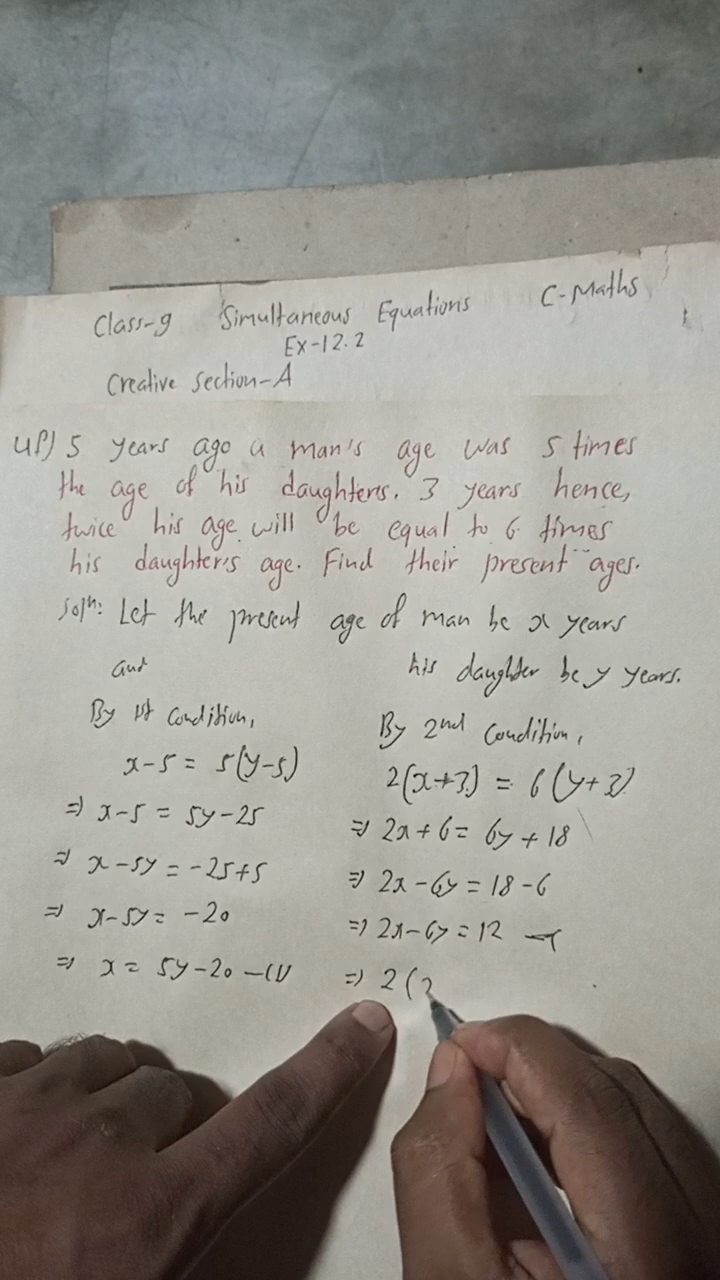 Class-9 Simultaneous Equations C-Maths
Ex-12.2
Creative Section-A
5 years ago a man's age was 5 times
the age of his daughters. 3 years hence,
twice his age will be equal to 6 times
his daughter's age. Find their present ages.
Solⁿ: Let the present age of man be x years
and his daughter be y years.
By 1st Condition,
x-5 = 5(y-5)
⇒ x-5 = 5y-25
⇒ x-5y = -25+5
⇒ x-5y = -20
⇒ x = 5y-20 -(1)
By 2nd Condition,
2(x+3) = 6(y+3)
⇒ 2x+6 = 6y+18
⇒ 2x-6y = 18-6
⇒ 2x-6y = 12
⇒ 2(